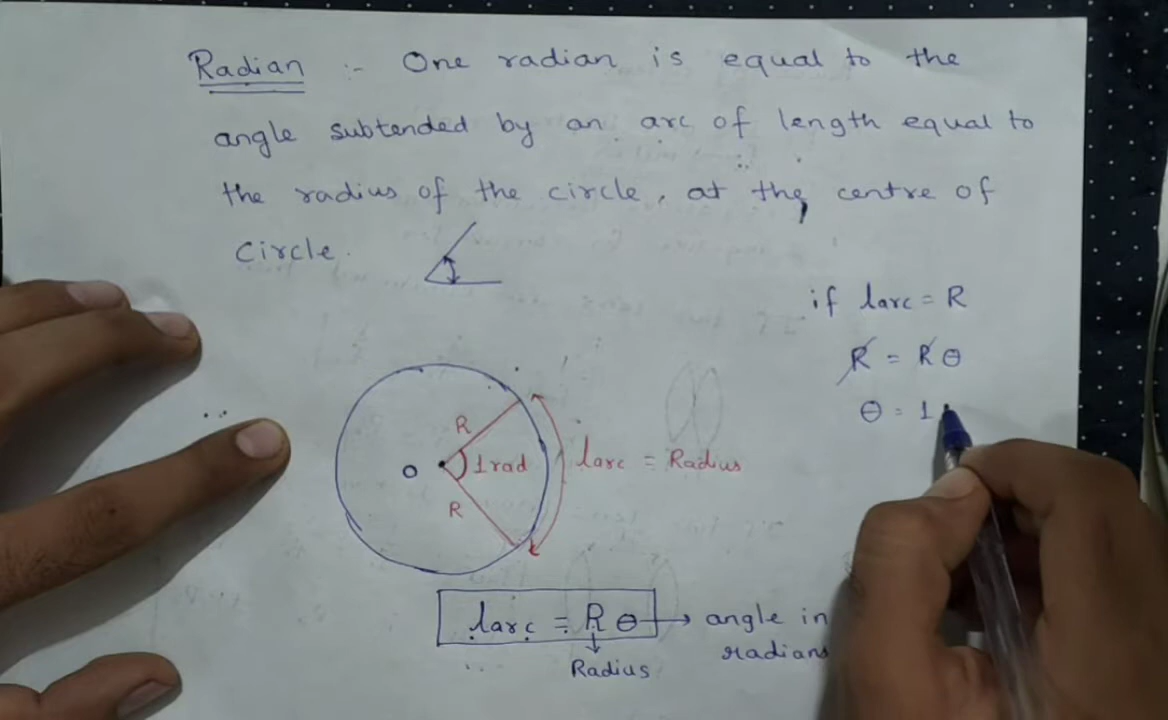 Radian :- One radian is equal to the
angle subtended by an arc of length equal to
the radius of the circle, at the centre of
circle.
if larc = R
R = Rθ
θ = 1
R
O
1 rad
larc = Radius
R
larc = Rθ → angle in
radians
Radius